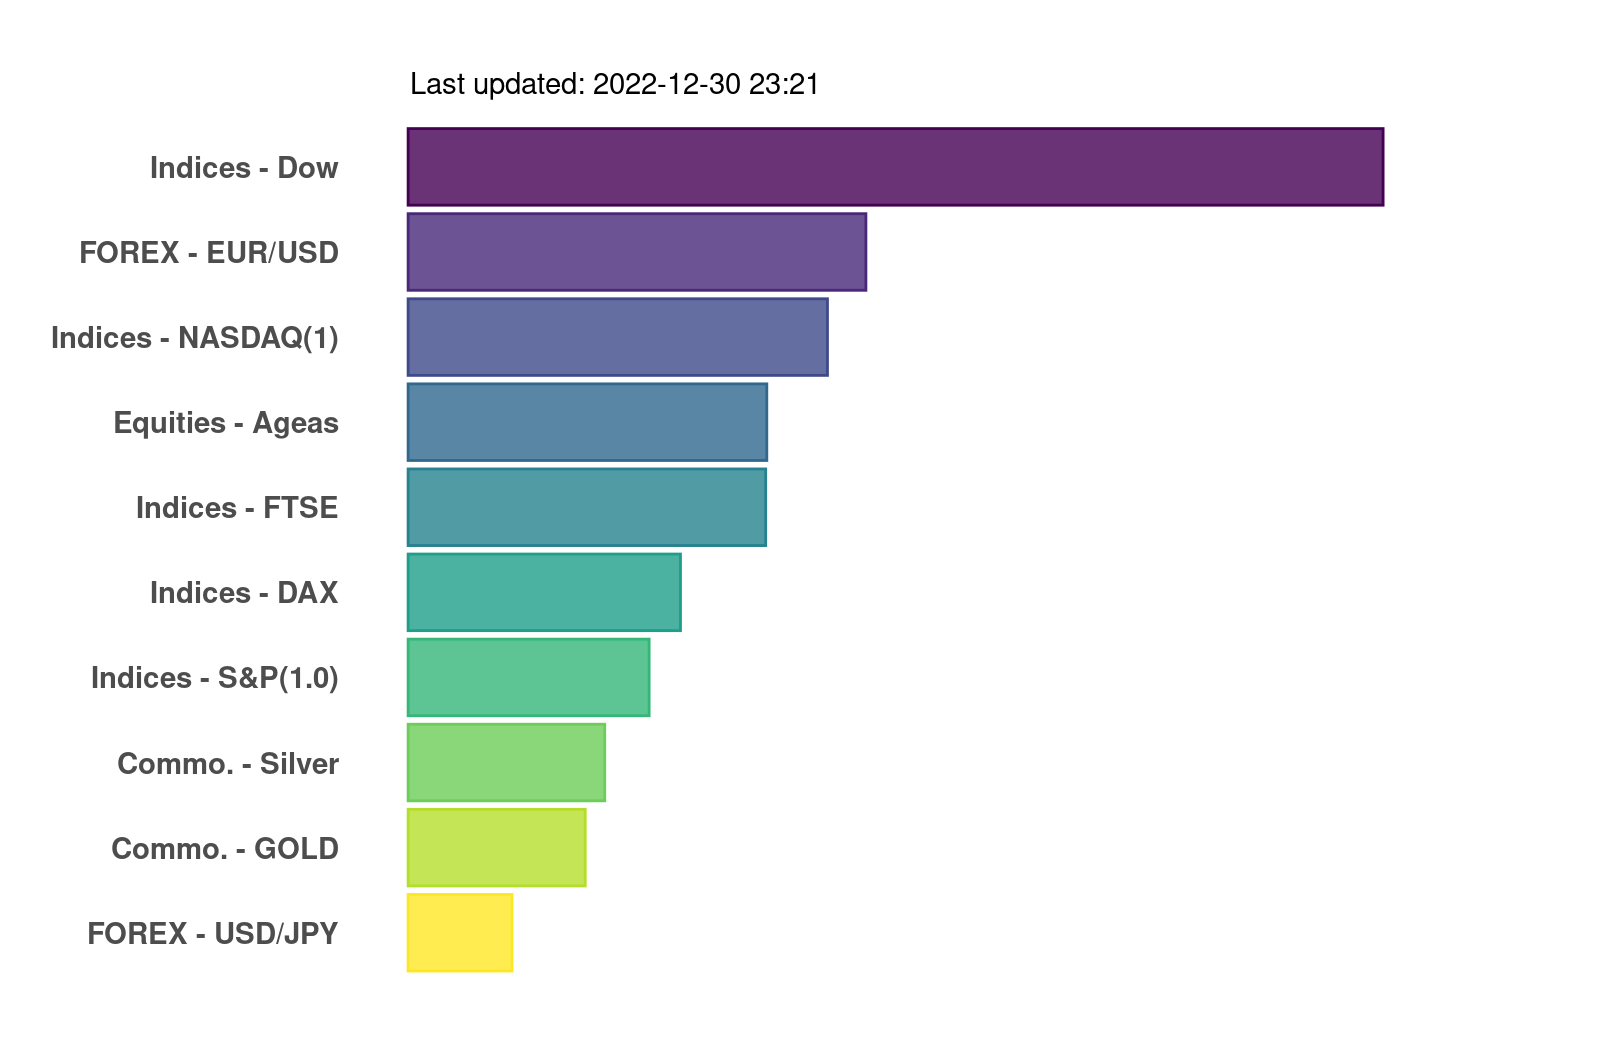 Last updated: 2022-12-30 23:21
Indices - Dow
FOREX - EUR/USD
Indices - NASDAQ(1)
Equities - Ageas
Indices - FTSE
Indices - DAX
Indices - S&P(1.0)
Commo. - Silver
Commo. - GOLD
FOREX - USD/JPY